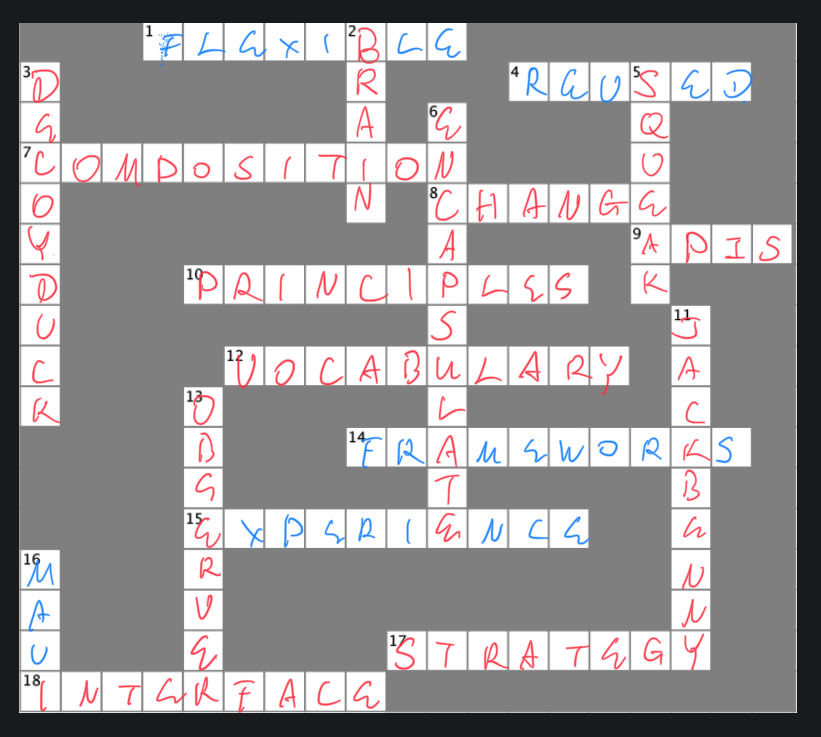 1 FLEXIBLE
2 BRAIN
3 DECOYDUCK
4 REUSED
5 SQUEAK
6 ENCAPSULATE
7 COMPOSITION
8 CHANGE
9 APIS
10 PRINCIPLES
11 JACKBENNY
12 VOCABULARY
13 OBSERVER
14 FRAMEWORKS
15 EXPERIENCE
16 MAUI
17 STRATEGY
18 INTERFACE